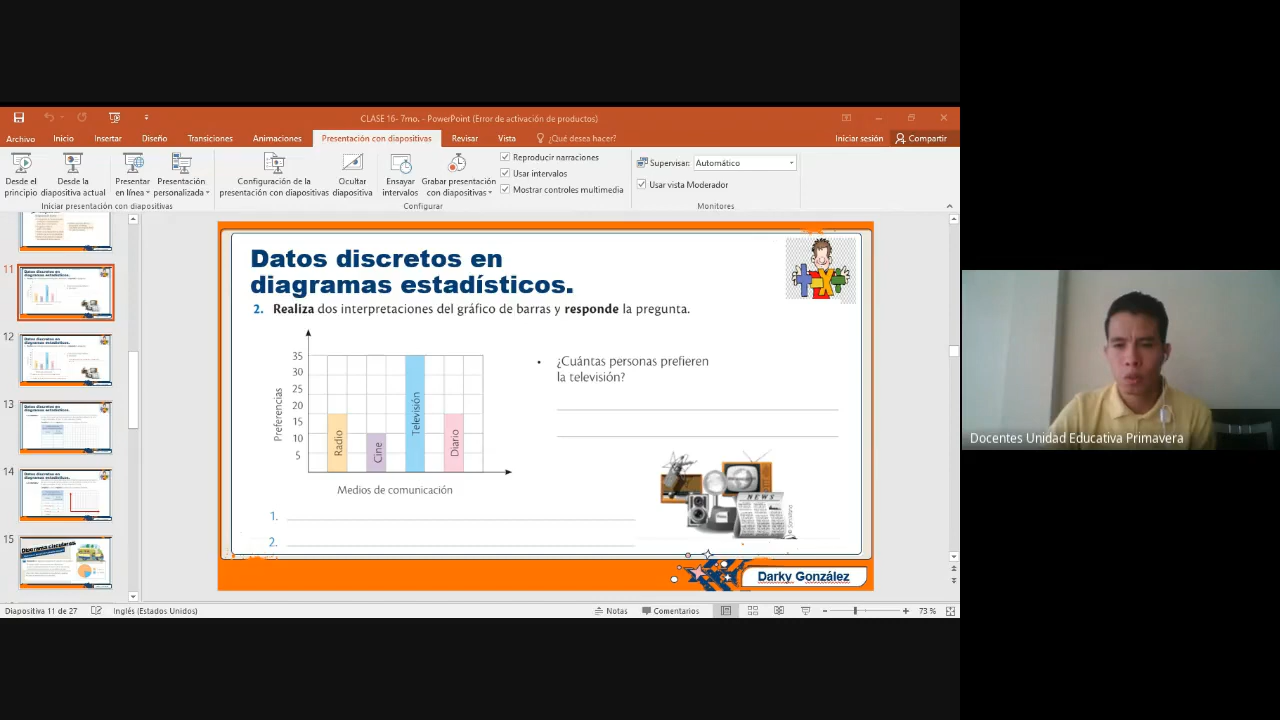 CLASE 16- 7mo. - PowerPoint (Error de activación de productos)
Archivo Inicio Insertar Diseño Transiciones Animaciones Presentación con diapositivas Revisar Vista ¿Qué desea hacer? Iniciar sesión Compartir
Desde el principio
Desde la diapositiva actual
Presentar en línea
Presentación personalizada
Iniciar presentación con diapositivas
Configuración de la presentación con diapositivas
Ocultar diapositiva
Ensayar intervalos
Grabar presentación con diapositivas
Reproducir narraciones
Usar intervalos
Mostrar controles multimedia
Configurar
Supervisar: Automático
Usar vista Moderador
Monitores
11
12
13
14
15
Datos discretos en
diagramas estadísticos.
2. Realiza dos interpretaciones del gráfico de barras y responde la pregunta.
Preferencias
35
30
25
20
15
10
5
Radio
Cine
Televisión
Diario
Medios de comunicación
• ¿Cuántas personas prefieren
la televisión?
NEWS
1.
2.
Darky González
Docentes Unidad Educativa Primavera
Diapositiva 11 de 27 Inglés (Estados Unidos) Notas Comentarios 73 %